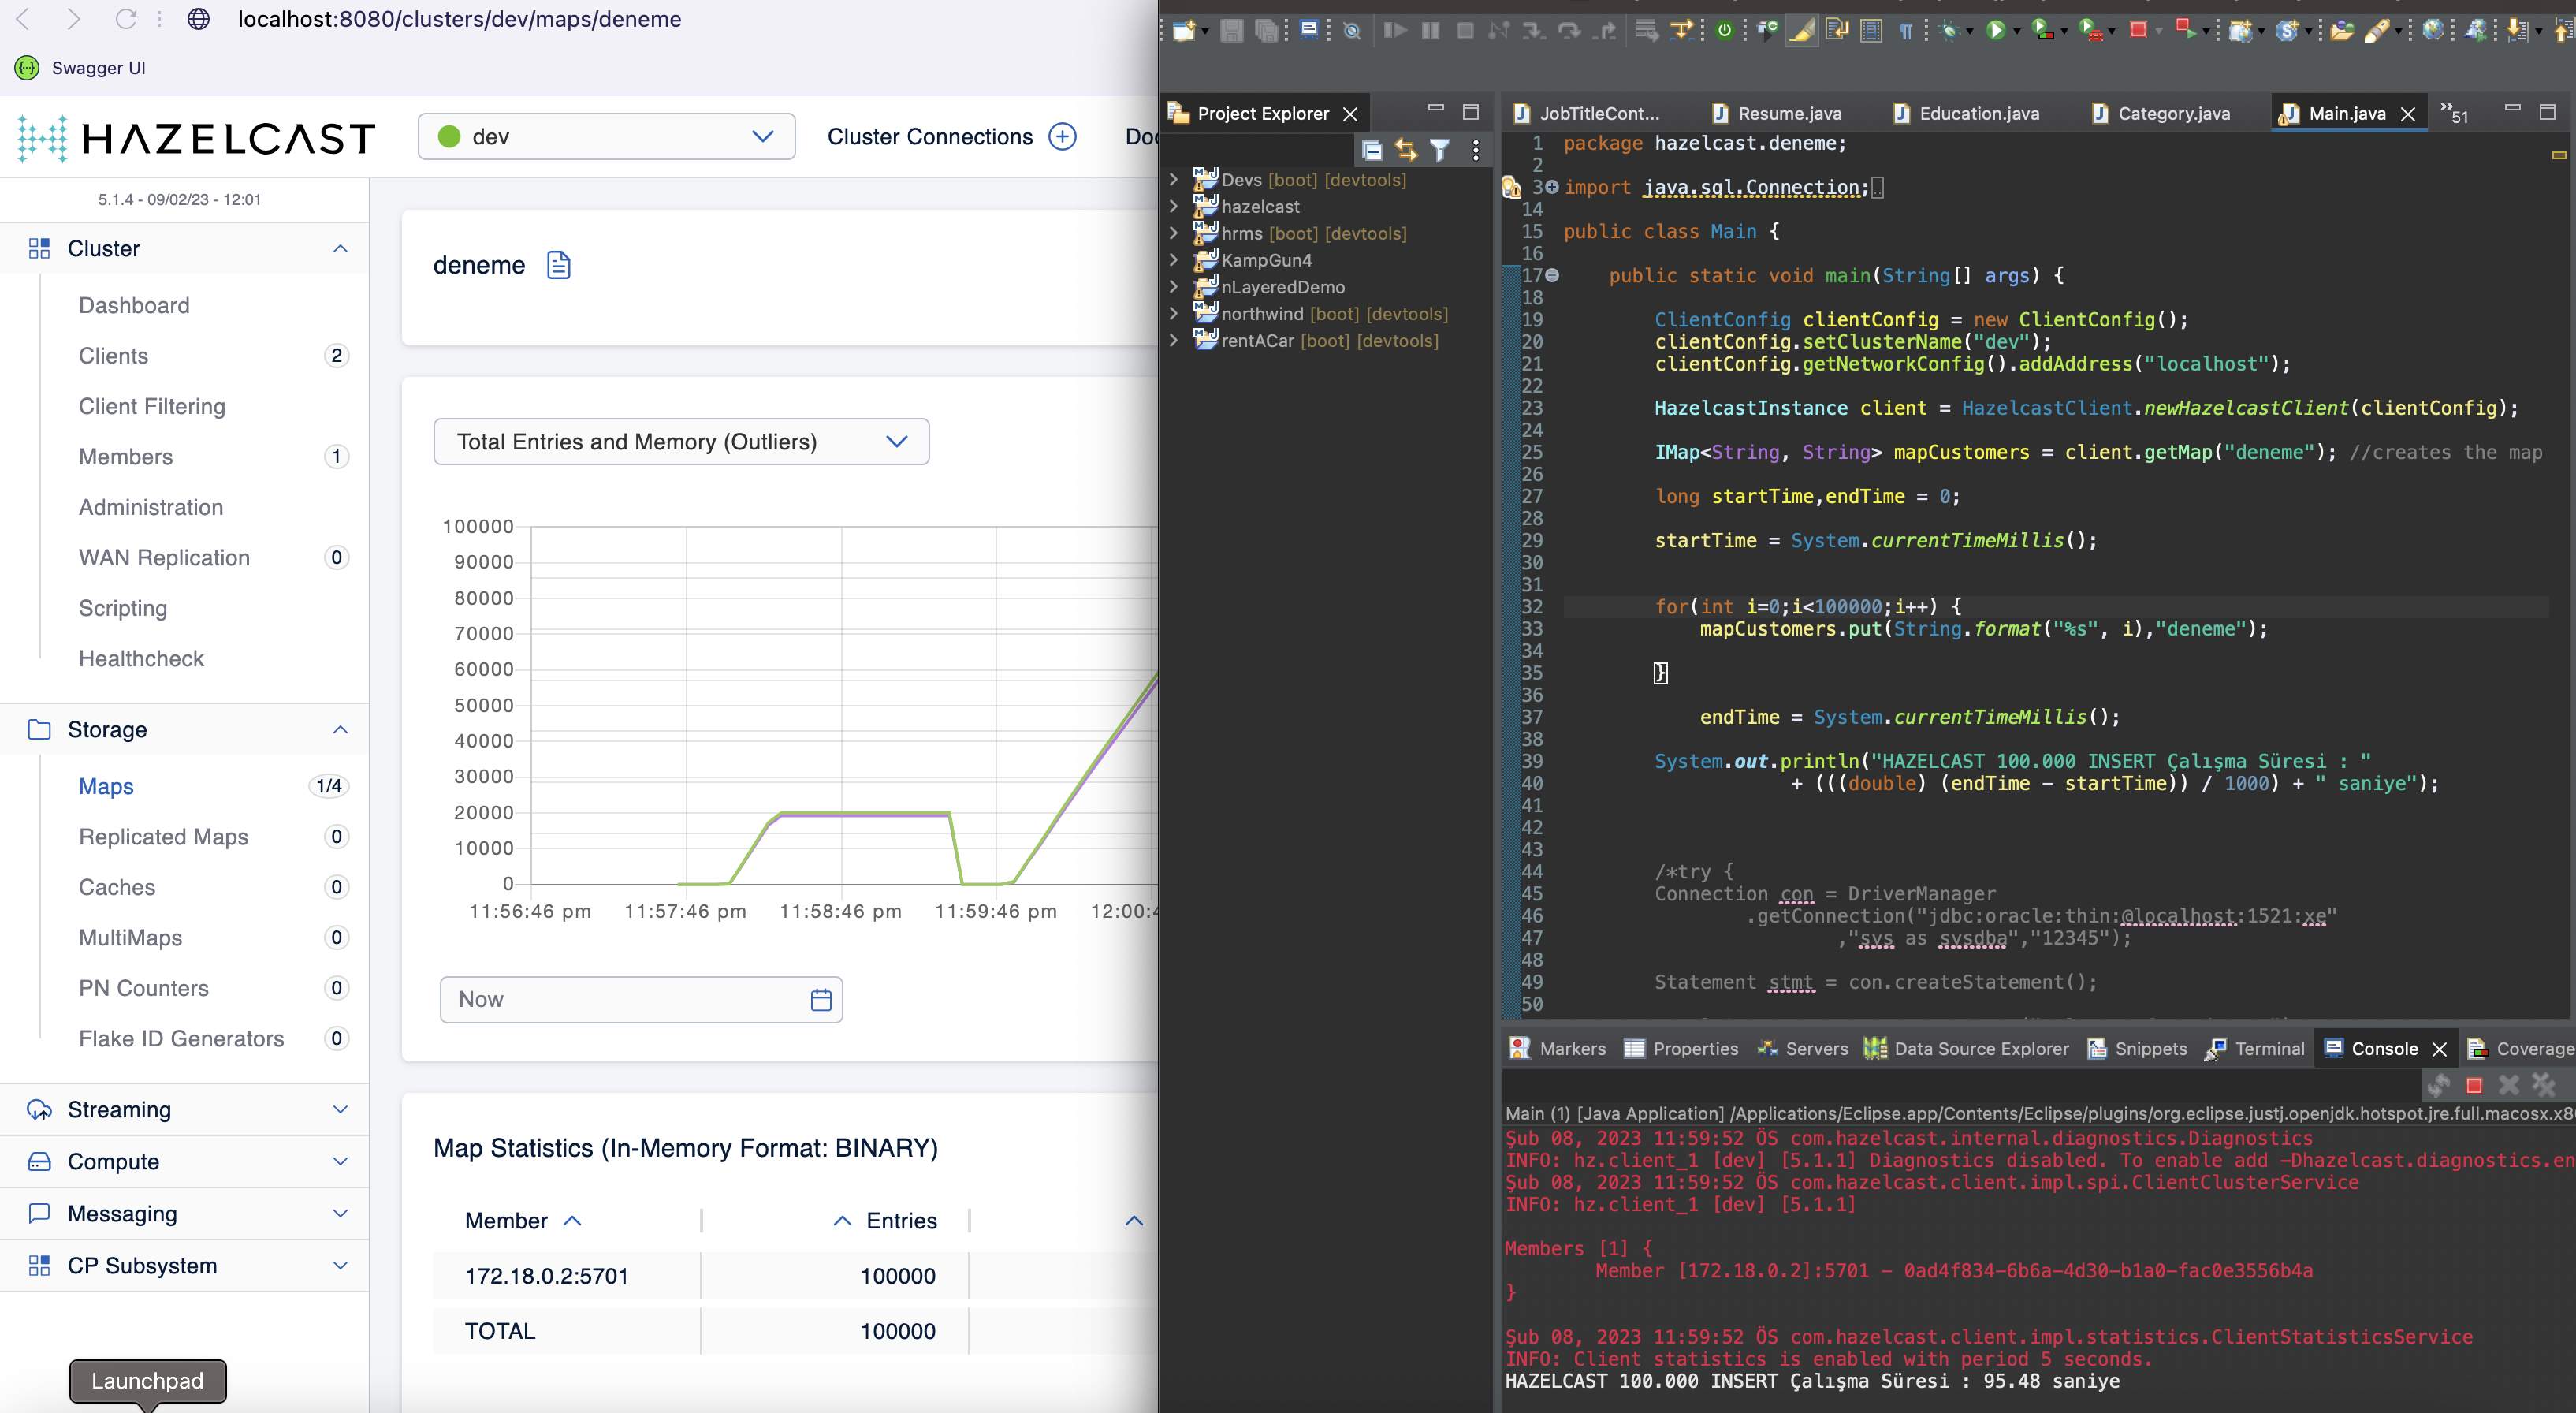 localhost:8080/clusters/dev/maps/deneme
Swagger UI
HAZELCAST
dev
Cluster Connections
5.1.4 - 09/02/23 - 12:01
Cluster
Dashboard
Clients 2
Client Filtering
Members 1
Administration
WAN Replication 0
Scripting
Healthcheck
Storage
Maps 1/4
Replicated Maps 0
Caches 0
MultiMaps 0
PN Counters 0
Flake ID Generators 0
Streaming
Compute
Messaging
CP Subsystem
Launchpad
deneme
Total Entries and Memory (Outliers)
100000
90000
80000
70000
60000
50000
40000
30000
20000
10000
0
11:56:46 pm 11:57:46 pm 11:58:46 pm 11:59:46 pm 12:00:4
Now
Map Statistics (In-Memory Format: BINARY)
Member Entries
172.18.0.2:5701 100000
TOTAL 100000
Project Explorer
Devs [boot] [devtools]
hazelcast
hrms [boot] [devtools]
KampGun4
nLayeredDemo
northwind [boot] [devtools]
rentACar [boot] [devtools]
JobTitleCont... Resume.java Education.java Category.java Main.java 51
1 package hazelcast.deneme;
2
3 import java.sql.Connection;
14
15 public class Main {
16
17 public static void main(String[] args) {
18
19 ClientConfig clientConfig = new ClientConfig();
20 clientConfig.setClusterName("dev");
21 clientConfig.getNetworkConfig().addAddress("localhost");
22
23 HazelcastInstance client = HazelcastClient.newHazelcastClient(clientConfig);
24
25 IMap<String, String> mapCustomers = client.getMap("deneme"); //creates the map
26
27 long startTime,endTime = 0;
28
29 startTime = System.currentTimeMillis();
30
31
32 for(int i=0;i<100000;i++) {
33 mapCustomers.put(String.format("%s", i),"deneme");
34
35 }
36
37 endTime = System.currentTimeMillis();
38
39 System.out.println("HAZELCAST 100.000 INSERT Çalışma Süresi : "
40 + (((double) (endTime - startTime)) / 1000) + " saniye");
41
42
43
44 /*try {
45 Connection con = DriverManager
46 .getConnection("jdbc:oracle:thin:@localhost:1521:xe"
47 ,"sys as sysdba","12345");
48
49 Statement stmt = con.createStatement();
50
Markers Properties Servers Data Source Explorer Snippets Terminal Console Coverage
Main (1) [Java Application] /Applications/Eclipse.app/Contents/Eclipse/plugins/org.eclipse.justj.openjdk.hotspot.jre.full.macosx.x8
Şub 08, 2023 11:59:52 ÖS com.hazelcast.internal.diagnostics.Diagnostics
INFO: hz.client_1 [dev] [5.1.1] Diagnostics disabled. To enable add -Dhazelcast.diagnostics.en
Şub 08, 2023 11:59:52 ÖS com.hazelcast.client.impl.spi.ClientClusterService
INFO: hz.client_1 [dev] [5.1.1]
Members [1] {
Member [172.18.0.2]:5701 - 0ad4f834-6b6a-4d30-b1a0-fac0e3556b4a
}
Şub 08, 2023 11:59:52 ÖS com.hazelcast.client.impl.statistics.ClientStatisticsService
INFO: Client statistics is enabled with period 5 seconds.
HAZELCAST 100.000 INSERT Çalışma Süresi : 95.48 saniye